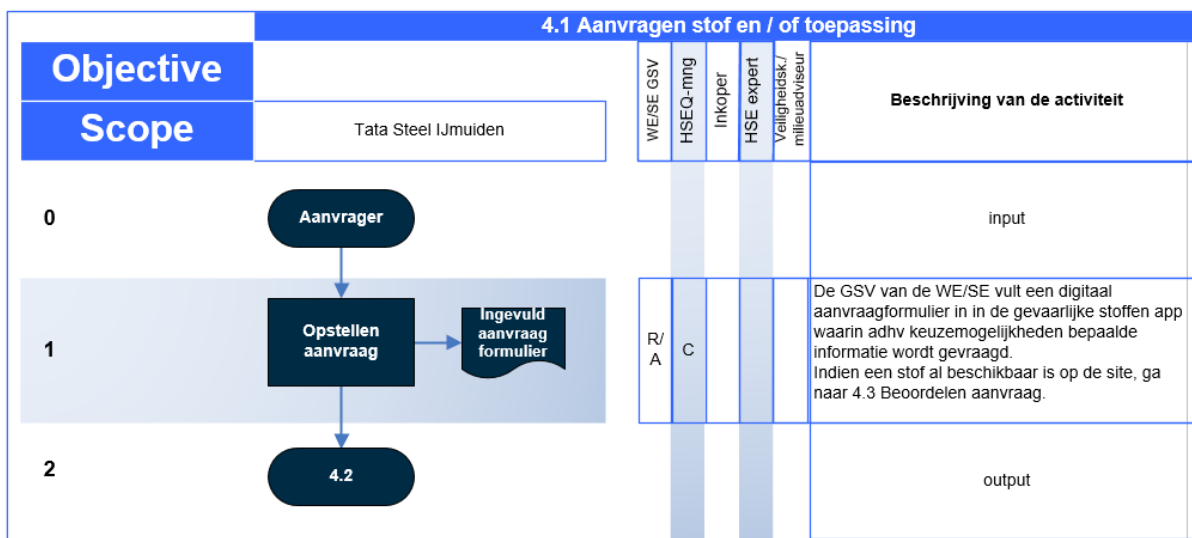 4.1 Aanvragen stof en / of toepassing
Objective
Scope
Tata Steel IJmuiden
WE/SE GSV
HSEQ-mng
Inkoper
HSE expert
Veiligheidsk./
milieuadviseur
Beschrijving van de activiteit
0
Aanvrager
input
1
Opstellen
aanvraag
Ingevuld
aanvraag
formulier
R/
A
C
De GSV van de WE/SE vult een digitaal
aanvraagformulier in in de gevaarlijke stoffen app
waarin adhv keuzemogelijkheden bepaalde
informatie wordt gevraagd.
Indien een stof al beschikbaar is op de site, ga
naar 4.3 Beoordelen aanvraag.
2
4.2
output